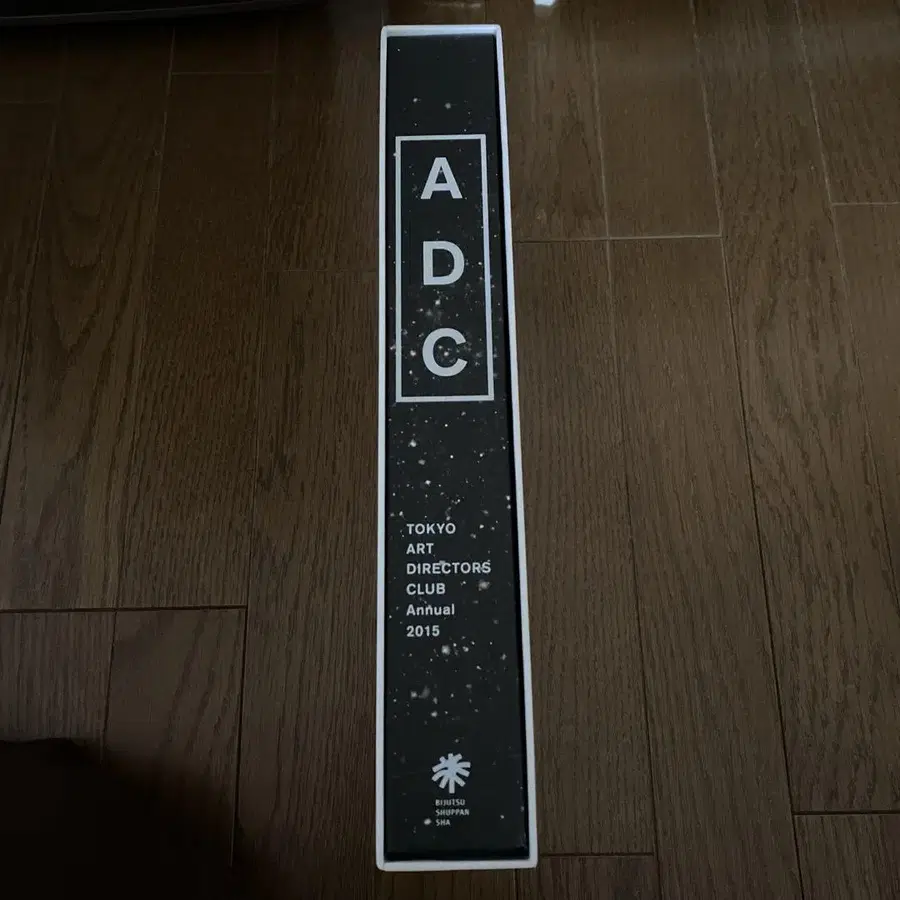 A
D
C
TOKYO
ART
DIRECTORS
CLUB
Annual
2015
BIJUTSU
SHUPPAN
SHA